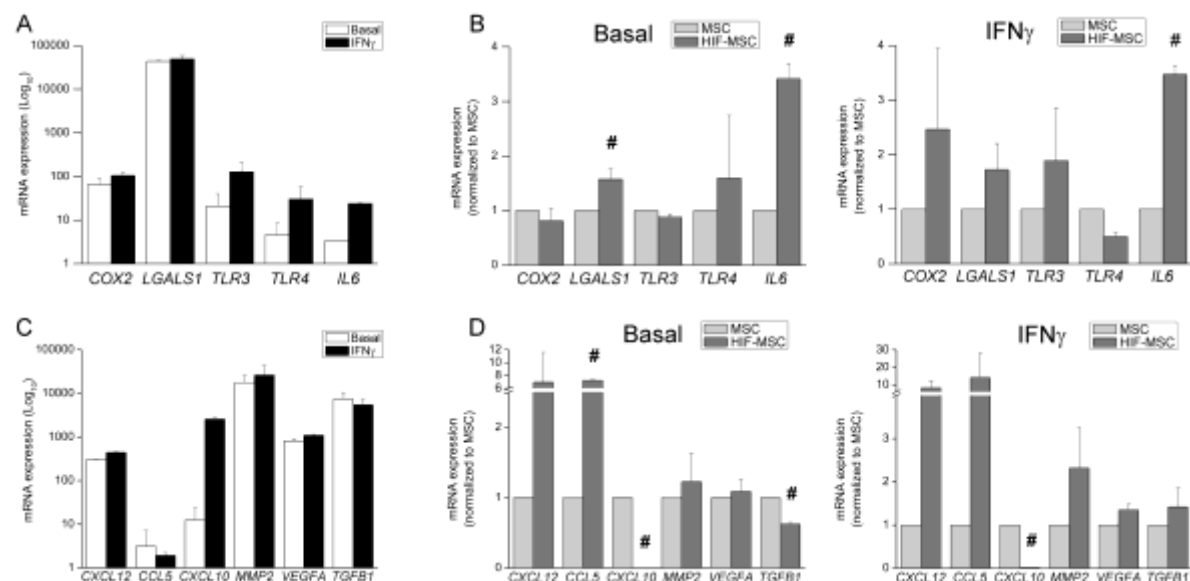 A
Basal
IFNγ
mRNA expression (Log10)
100000
10000
1000
100
10
1
COX2 LGALS1 TLR3 TLR4 IL6
B
Basal
MSC
HIF-MSC
mRNA expression
(normalized to MSC)
4
3
2
1
0
#
#
COX2 LGALS1 TLR3 TLR4 IL6
IFNγ
MSC
HIF-MSC
mRNA expression
(normalized to MSC)
4
2
1
0
#
COX2 LGALS1 TLR3 TLR4 IL6
C
Basal
IFNγ
mRNA expression (Log10)
100000
10000
1000
100
10
1
CXCL12 CCL5 CXCL10 MMP2 VEGFA TGFB1
D
Basal
MSC
HIF-MSC
mRNA expression
(normalized to MSC)
12
10
8
6
2
1
0
#
#
#
CXCL12 CCL5 CXCL10 MMP2 VEGFA TGFB1
IFNγ
MSC
HIF-MSC
mRNA expression
(normalized to MSC)
30
20
10
3
2
1
0
#
CXCL12 CCL5 CXCL10 MMP2 VEGFA TGFB1